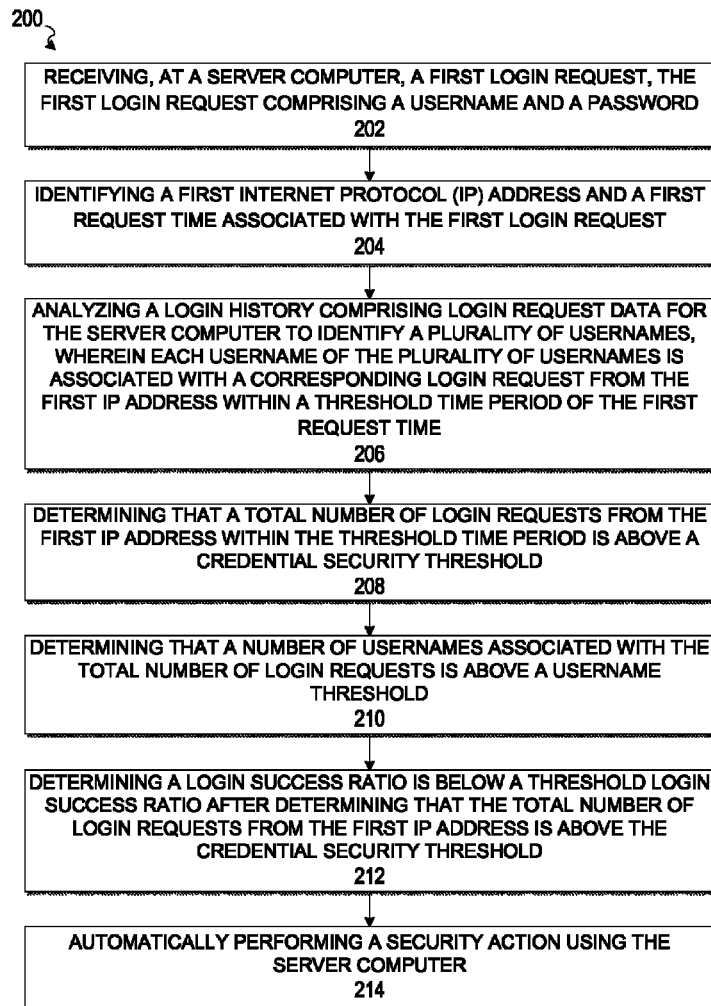 200
RECEIVING, AT A SERVER COMPUTER, A FIRST LOGIN REQUEST, THE
FIRST LOGIN REQUEST COMPRISING A USERNAME AND A PASSWORD
202
IDENTIFYING A FIRST INTERNET PROTOCOL (IP) ADDRESS AND A FIRST
REQUEST TIME ASSOCIATED WITH THE FIRST LOGIN REQUEST
204
ANALYZING A LOGIN HISTORY COMPRISING LOGIN REQUEST DATA FOR
THE SERVER COMPUTER TO IDENTIFY A PLURALITY OF USERNAMES,
WHEREIN EACH USERNAME OF THE PLURALITY OF USERNAMES IS
ASSOCIATED WITH A CORRESPONDING LOGIN REQUEST FROM THE
FIRST IP ADDRESS WITHIN A THRESHOLD TIME PERIOD OF THE FIRST
REQUEST TIME
206
DETERMINING THAT A TOTAL NUMBER OF LOGIN REQUESTS FROM THE
FIRST IP ADDRESS WITHIN THE THRESHOLD TIME PERIOD IS ABOVE A
CREDENTIAL SECURITY THRESHOLD
208
DETERMINING THAT A NUMBER OF USERNAMES ASSOCIATED WITH THE
TOTAL NUMBER OF LOGIN REQUESTS IS ABOVE A USERNAME
THRESHOLD
210
DETERMINING A LOGIN SUCCESS RATIO IS BELOW A THRESHOLD LOGIN
SUCCESS RATIO AFTER DETERMINING THAT THE TOTAL NUMBER OF
LOGIN REQUESTS FROM THE FIRST IP ADDRESS IS ABOVE THE
CREDENTIAL SECURITY THRESHOLD
212
AUTOMATICALLY PERFORMING A SECURITY ACTION USING THE
SERVER COMPUTER
214